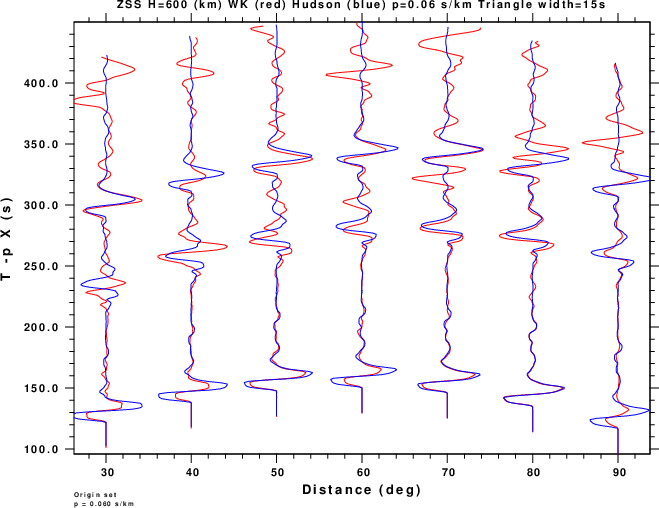 ZSS H=600 (km) WK (red) Hudson (blue) p=0.06 s/km Triangle width=15s
400.0
350.0
300.0
250.0
200.0
150.0
100.0
T -p X (s)
30 40 50 60 70 80 90
Distance (deg)
Origin set
p = 0.060 s/km